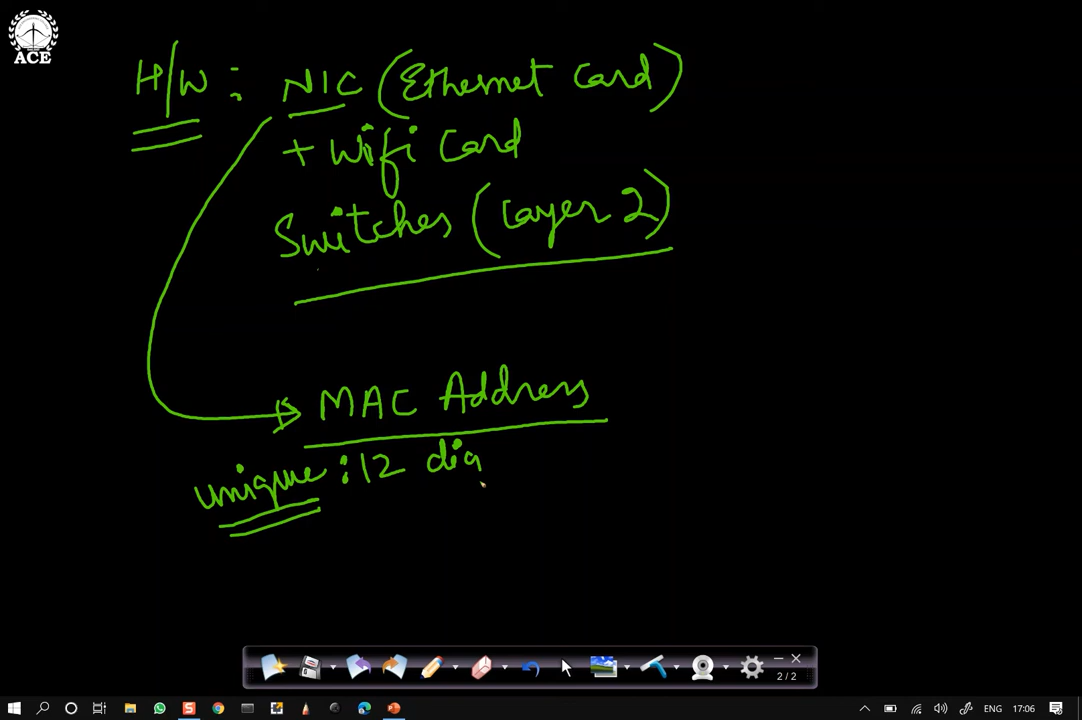 ACE
H/W : NIC (Ethernet Card)
+ Wifi Card
Switches (Layer 2)
MAC Address
unique : 12 dig
2 / 2
ENG
17:06